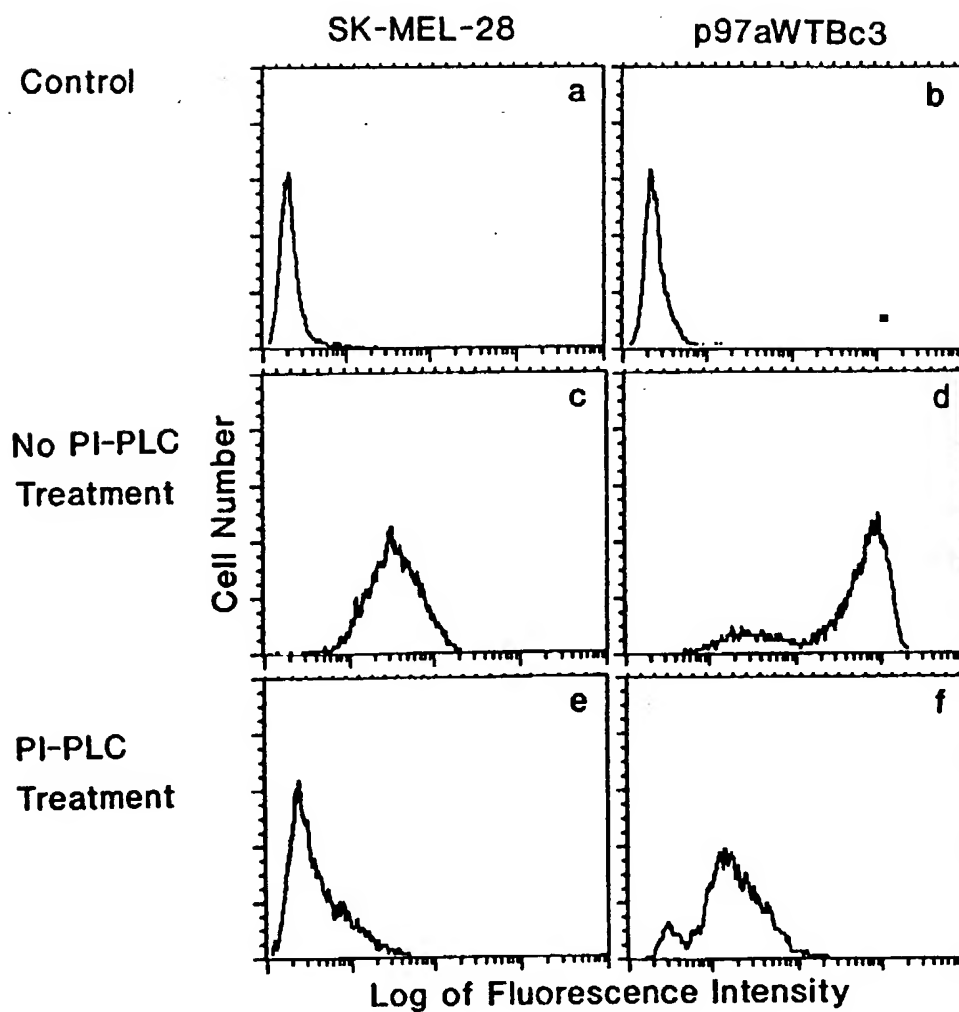 SK-MEL-28
p97aWTBc3
Control
a
b
No PI-PLC
Treatment
c
d
Cell Number
PI-PLC
Treatment
e
f
Log of Fluorescence Intensity